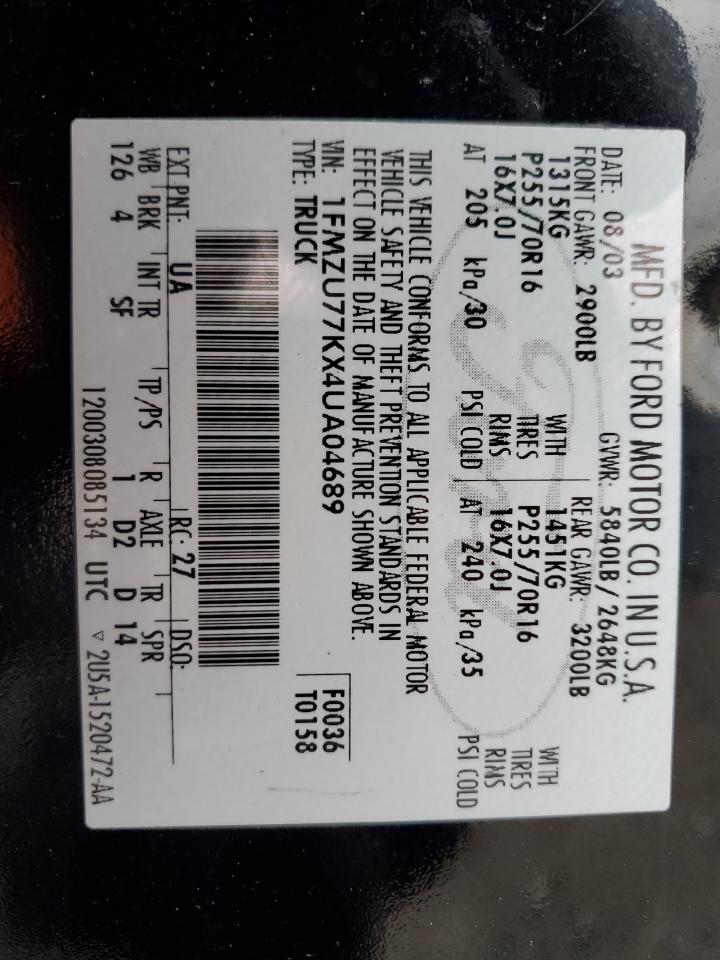 MFD. BY FORD MOTOR CO. IN U.S.A.
DATE: 08/03 GVWR: 5840LB / 2648KG
FRONT GAWR: 2900LB REAR GAWR: 3200LB
1315KG WITH 1451KG WITH
P255/70R16 TIRES P255/70R16 TIRES
16X7.0J RIMS 16X7.0J RIMS
AT 205 kPa/30 PSI COLD AT 240 kPa/35 PSI COLD
THIS VEHICLE CONFORMS TO ALL APPLICABLE FEDERAL MOTOR
VEHICLE SAFETY AND THEFT PREVENTION STANDARDS IN
EFFECT ON THE DATE OF MANUFACTURE SHOWN ABOVE.
VIN: 1FMZU77KX4UA04689 F0036
TYPE: TRUCK T0158
EXT PNT: UA RC: 27 DSO:
WB BRK INT TR TP/PS R AXLE TR SPR
126 4 SF 1 D2 D 14
1200308085134 UTC ▽ 2U5A-1520472-AA
Ford